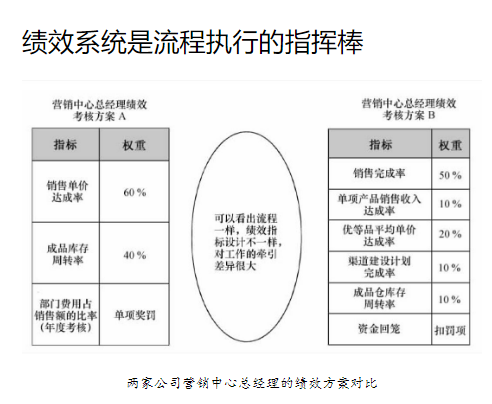 绩效系统是流程执行的指挥棒
营销中心总经理绩效
考核方案 A
指标
权重
销售单价
达成率
60 %
成品库存
周转率
40 %
部门费用占
销售额的比率
(年度考核)
单项奖罚
可以看出流程
一样，绩效指
标设计不一样，
对工作的牵引
差异很大
营销中心总经理绩效
考核方案 B
指标
权重
销售完成率
50 %
单项产品销售收入
达成率
10 %
优等品平均单价
达成率
20 %
渠道建设计划
完成率
10 %
成品仓库存
周转率
10 %
资金回笼
扣罚项
两家公司营销中心总经理的绩效方案对比